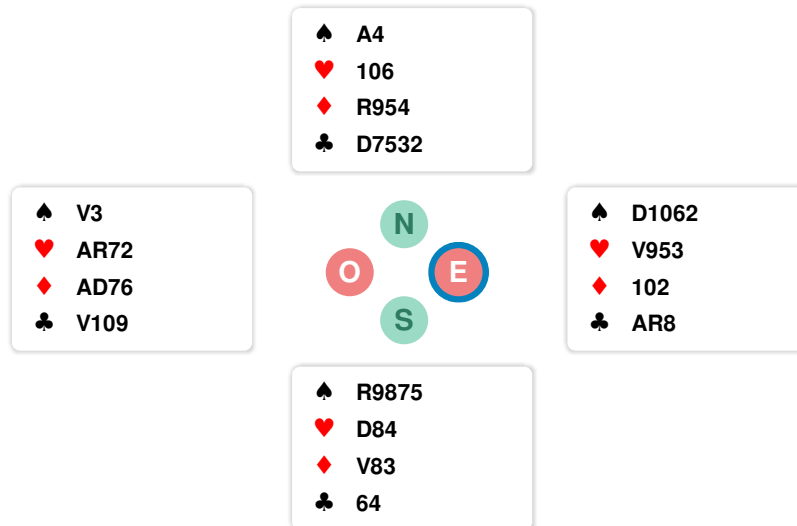 ♠ A4
♥ 106
♦ R954
♣ D7532
♠ V3
♥ AR72
♦ AD76
♣ V109
N
O
E
S
♠ D1062
♥ V953
♦ 102
♣ AR8
♠ R9875
♥ D84
♦ V83
♣ 64